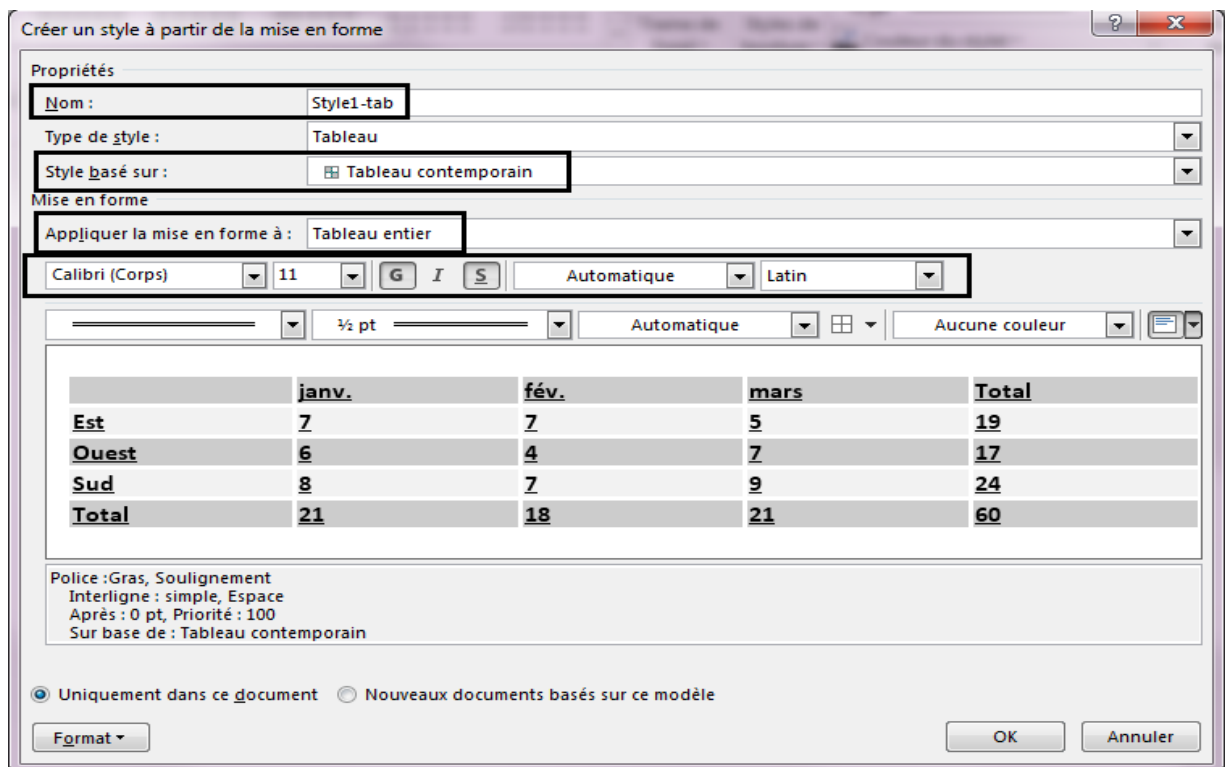 Créer un style à partir de la mise en forme
?
Propriétés
Nom : Style1-tab
Type de style : Tableau
Style basé sur : Tableau contemporain
Mise en forme
Appliquer la mise en forme à : Tableau entier
Calibri (Corps) 11 G I S Automatique Latin
½ pt Automatique Aucune couleur
janv. fév. mars Total
Est 7 7 5 19
Ouest 6 4 7 17
Sud 8 7 9 24
Total 21 18 21 60
Police :Gras, Soulignement
Interligne : simple, Espace
Après : 0 pt, Priorité : 100
Sur base de : Tableau contemporain
Uniquement dans ce document Nouveaux documents basés sur ce modèle
Format OK Annuler